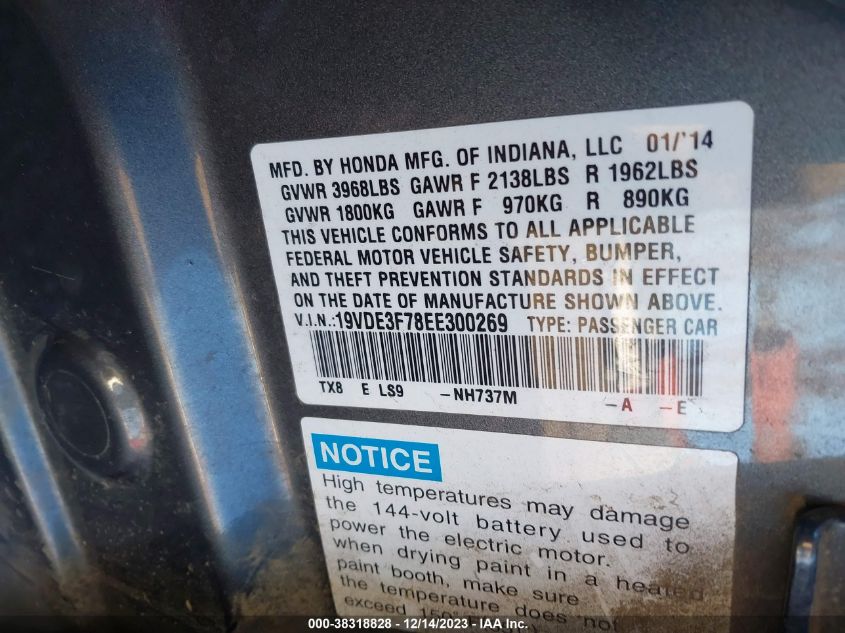 MFD. BY HONDA MFG. OF INDIANA, LLC 01/'14
GVWR 3968LBS GAWR F 2138LBS R 1962LBS
GVWR 1800KG GAWR F 970KG R 890KG
THIS VEHICLE CONFORMS TO ALL APPLICABLE
FEDERAL MOTOR VEHICLE SAFETY, BUMPER,
AND THEFT PREVENTION STANDARDS IN EFFECT
ON THE DATE OF MANUFACTURE SHOWN ABOVE.
V.I.N.:19VDE3F78EE300269 TYPE: PASSENGER CAR
TX8 E LS9 -NH737M -A -E
NOTICE
High temperatures may damage
the 144-volt battery used to
power the electric motor.
when drying paint in a heated
paint booth, make sure
the temperature does not
exceed
000-38318828 - 12/14/2023 - IAA Inc.